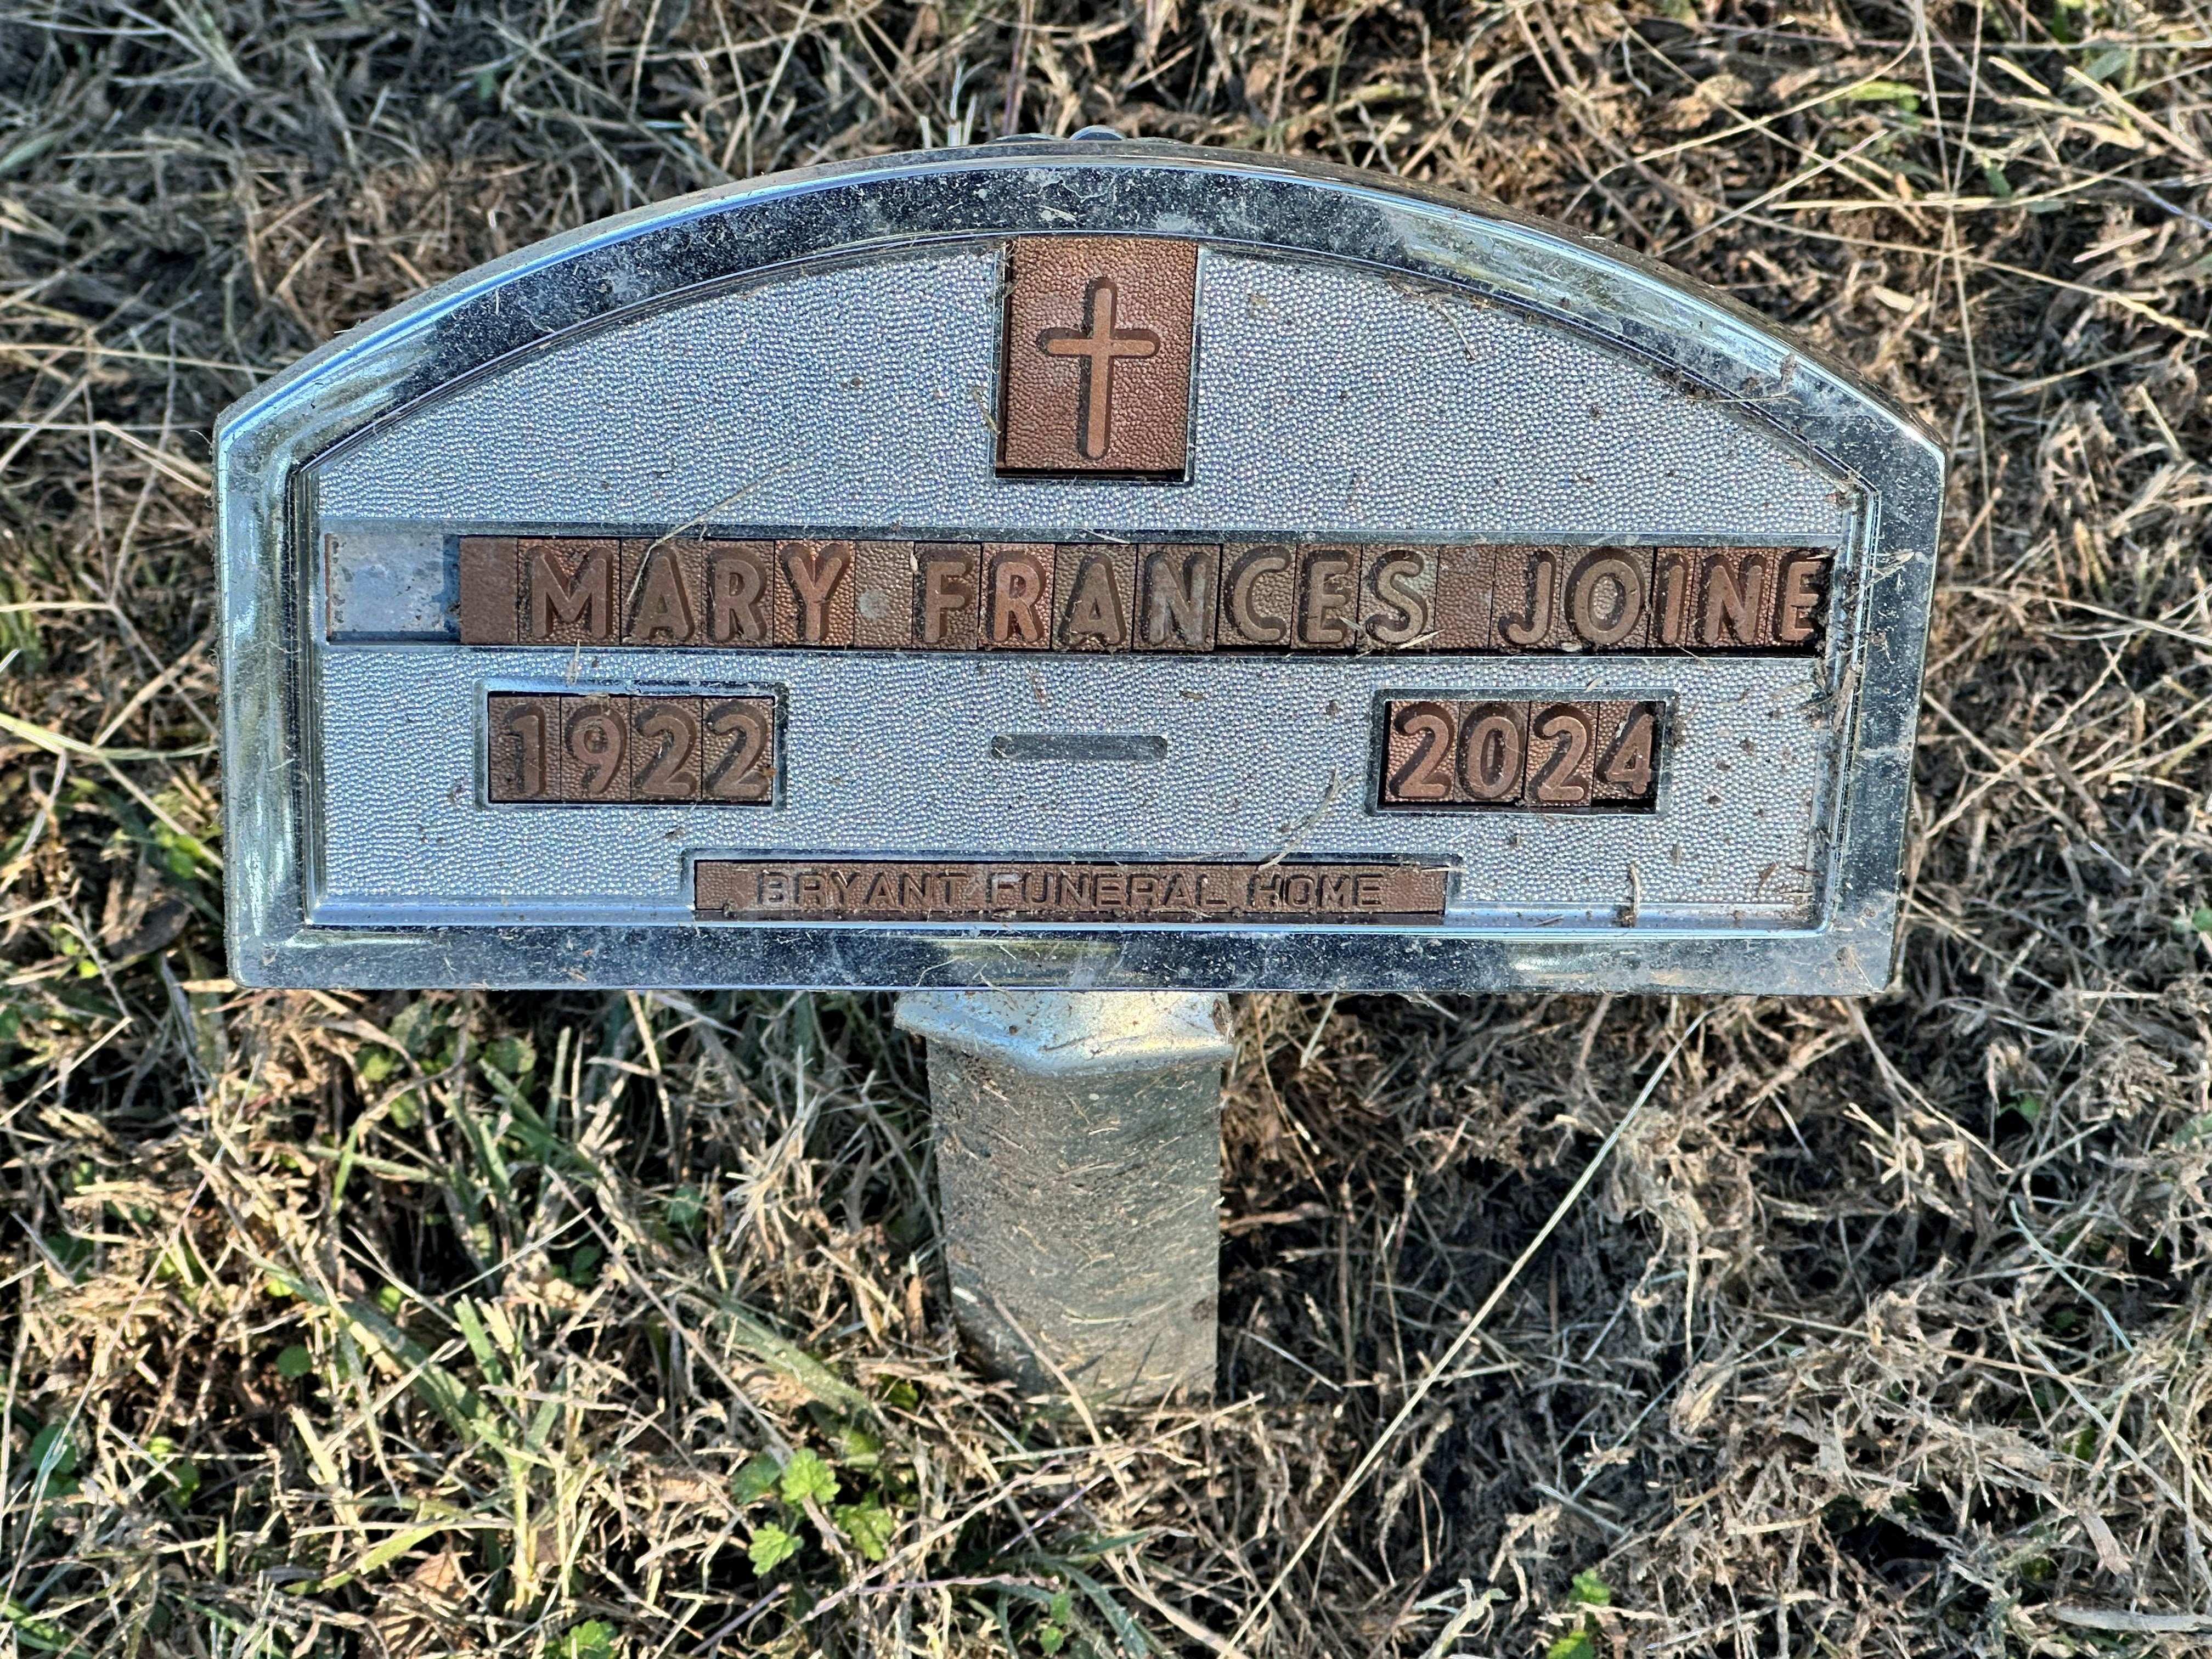 MARY FRANCES JOINE
1922 — 2024
BRYANT FUNERAL HOME